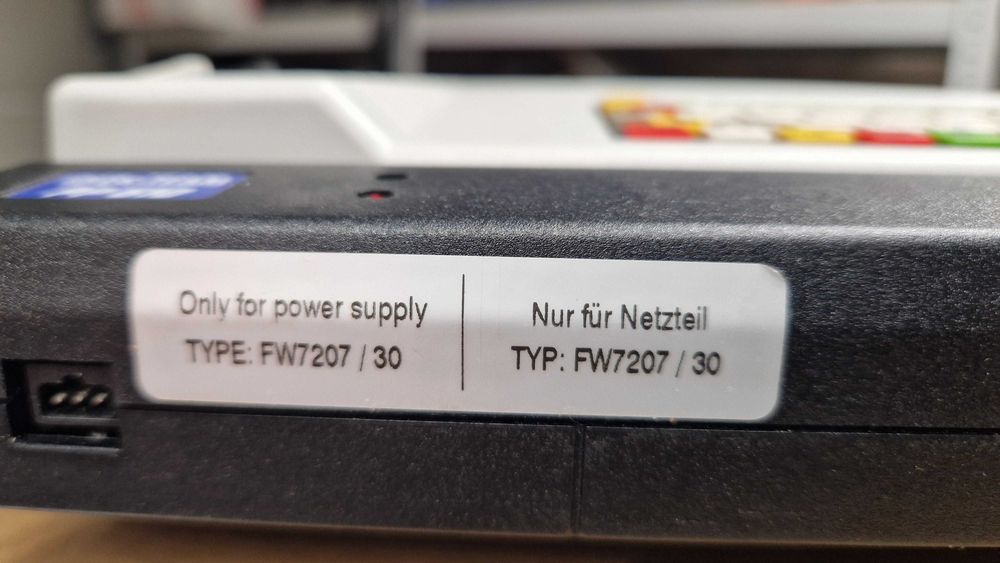 Only for power supply
TYPE: FW7207 / 30
Nur für Netzteil
TYP: FW7207 / 30